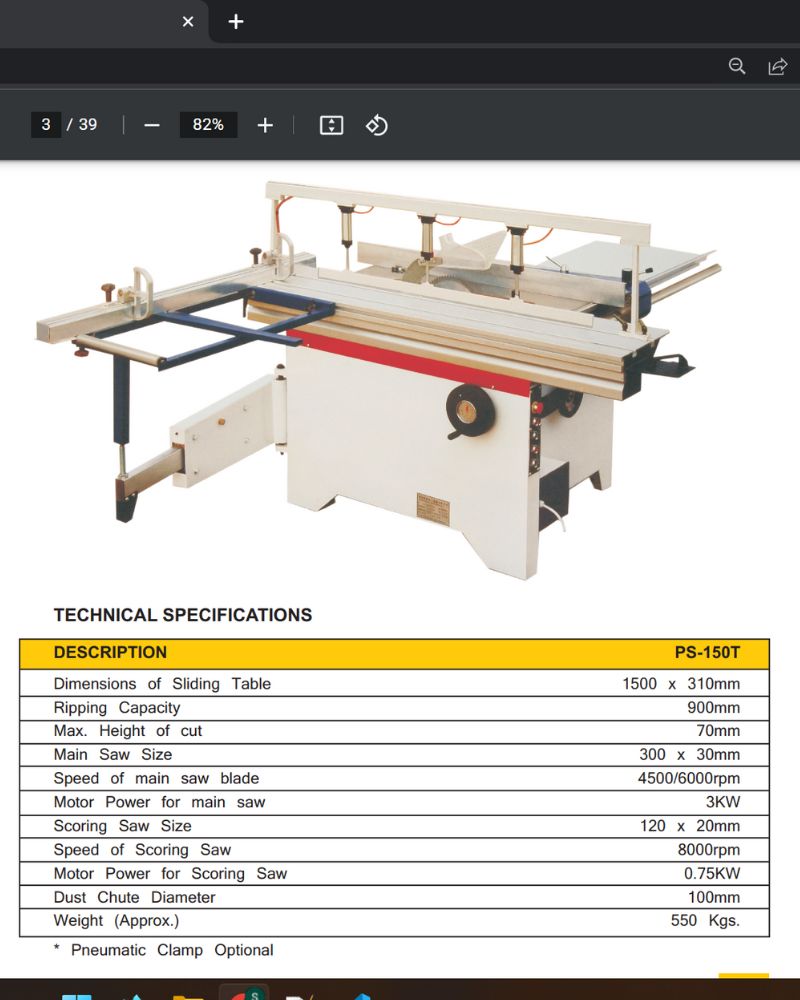 3 / 39 82%
TECHNICAL SPECIFICATIONS
DESCRIPTION PS-150T
Dimensions of Sliding Table 1500 x 310mm
Ripping Capacity 900mm
Max. Height of cut 70mm
Main Saw Size 300 x 30mm
Speed of main saw blade 4500/6000rpm
Motor Power for main saw 3KW
Scoring Saw Size 120 x 20mm
Speed of Scoring Saw 8000rpm
Motor Power for Scoring Saw 0.75KW
Dust Chute Diameter 100mm
Weight (Approx.) 550 Kgs.
* Pneumatic Clamp Optional
S